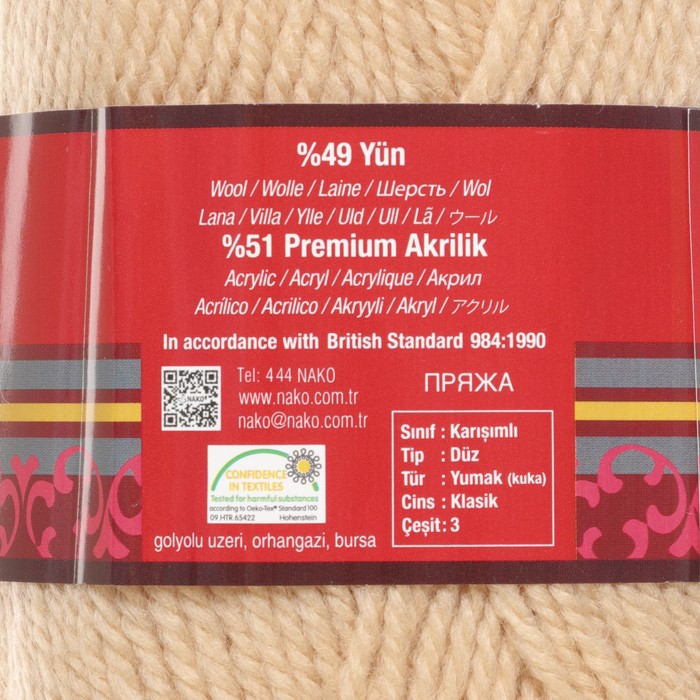 %49 Yün
Wool / Wolle / Laine / Шерсть / Wol
Lana / Villa / Ylle / Uld / Ull / Lã / ウール
%51 Premium Akrilik
Acrylic / Acryl / Acrylique / Акрил
Acrílico / Acrilico / Akryyli / Akryl / アクリル
In accordance with British Standard 984:1990
NAKO
Tel: 4 44 NAKO
www.nako.com.tr
nako@nako.com.tr
ПРЯЖА
CONFIDENCE
IN TEXTILES
Tested for harmful substances
according to Oeko-Tex® Standard 100
09.HTR.65422 Hohenstein
golyolu uzeri, orhangazi, bursa
Sınıf : Karışımlı
Tip : Düz
Tür : Yumak (kuka)
Cins : Klasik
Çeşit : 3